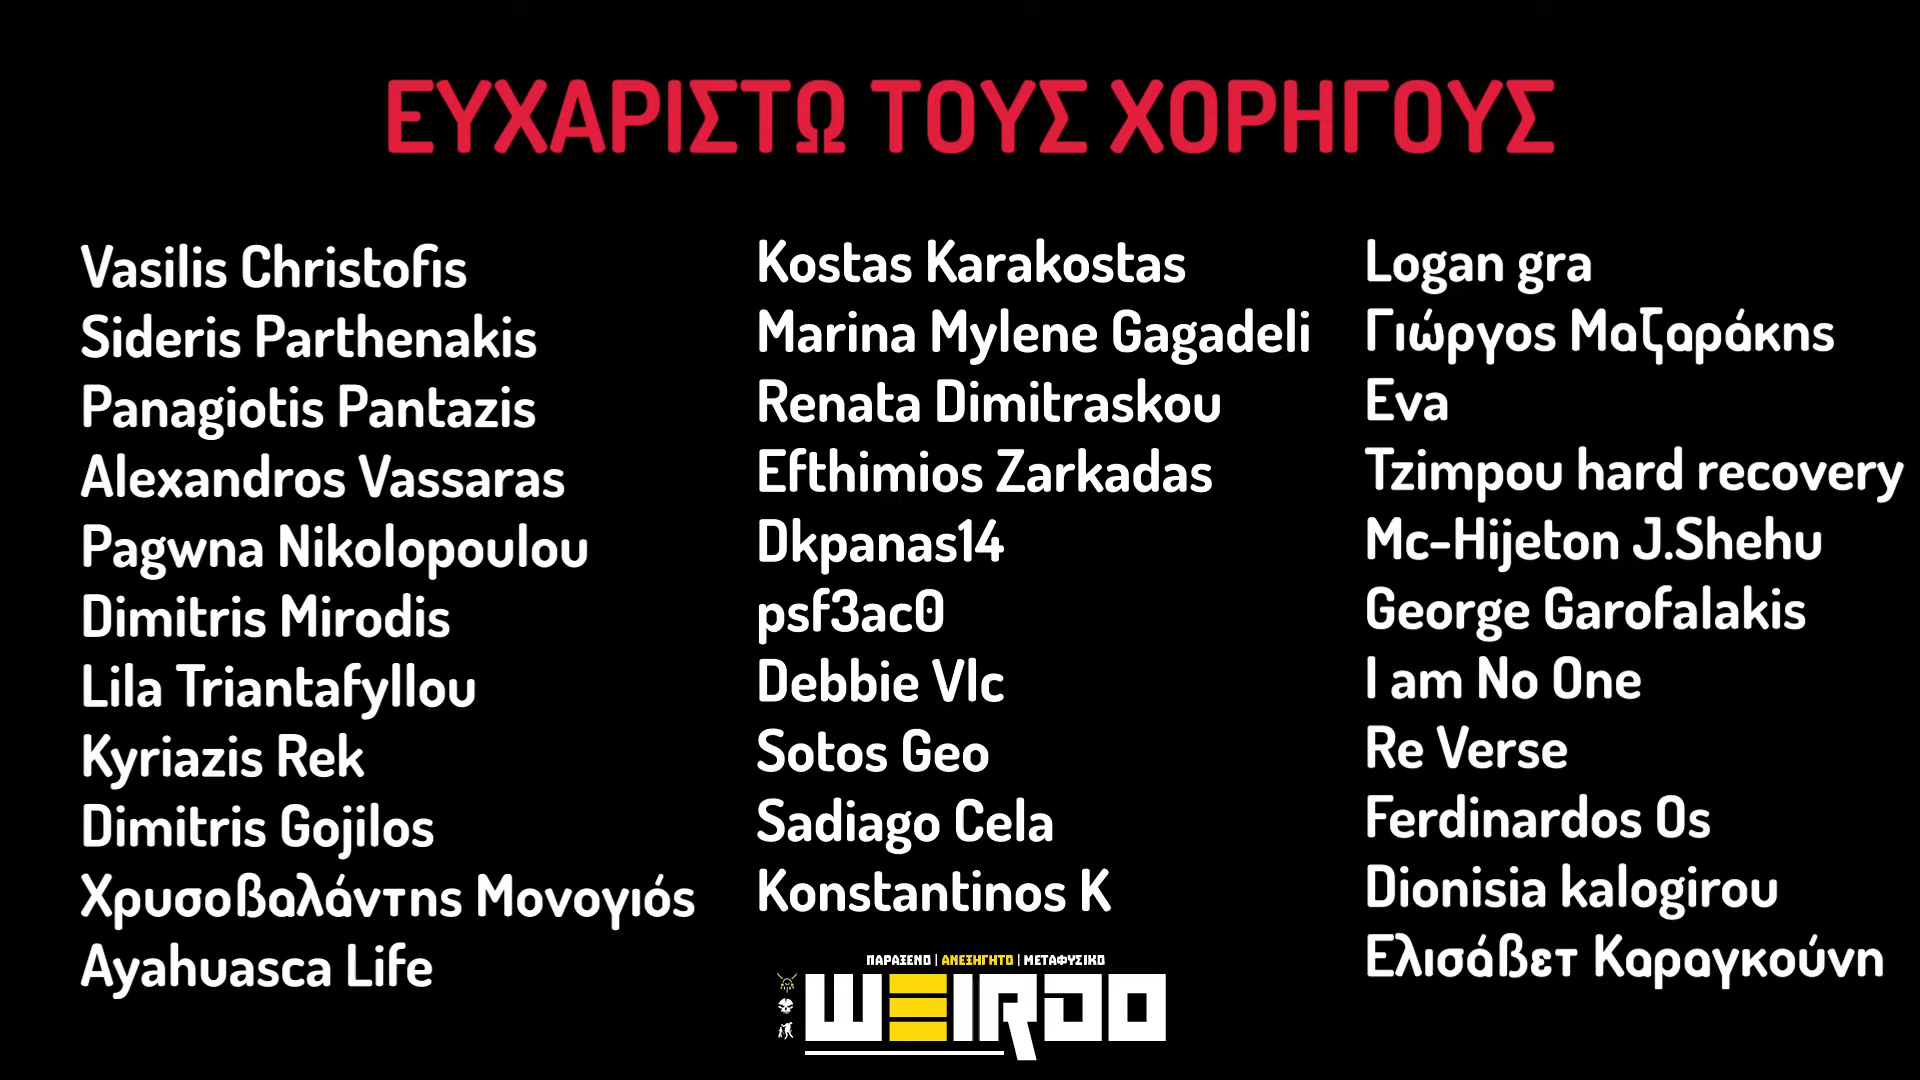 ΕΥΧΑΡΙΣΤΩ ΤΟΥΣ ΧΟΡΗΓΟΥΣ
Vasilis Christofis
Sideris Parthenakis
Panagiotis Pantazis
Alexandros Vassaras
Pagwna Nikolopoulou
Dimitris Mirodis
Lila Triantafyllou
Kyriazis Rek
Dimitris Gojilos
Χρυσοβαλάντης Μονογιός
Ayahuasca Life
Kostas Karakostas
Marina Mylene Gagadeli
Renata Dimitraskou
Efthimios Zarkadas
Dkpanas14
psf3ac0
Debbie Vlc
Sotos Geo
Sadiago Cela
Konstantinos K
Logan gra
Γιώργος Μαζαράκης
Eva
Tzimpou hard recovery
Mc-Hijeton J.Shehu
George Garofalakis
I am No One
Re Verse
Ferdinardos Os
Dionisia kalogirou
Ελισάβετ Καραγκούνη
ΠΑΡΑΞΕΝΟ | ΑΝΕΞΗΓΗΤΟ | ΜΕΤΑΦΥΣΙΚΟ
WEIRDO